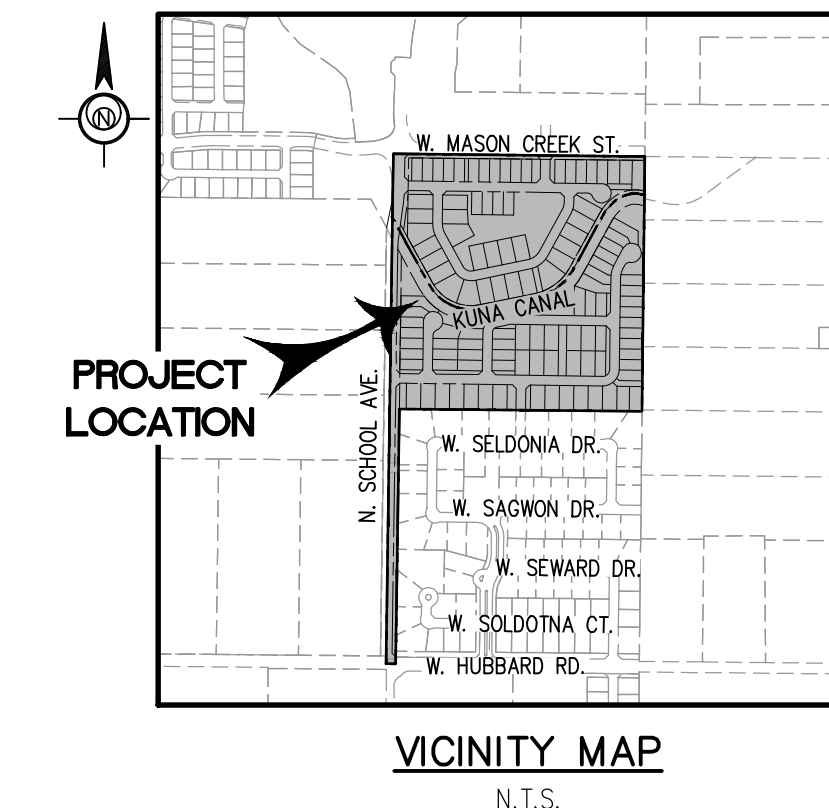 N
W. MASON CREEK ST.
KUNA CANAL
PROJECT
LOCATION
N. SCHOOL AVE.
W. SELDONIA DR.
W. SAGWON DR.
W. SEWARD DR.
W. SOLDOTNA CT.
W. HUBBARD RD.
VICINITY MAP
N.T.S.